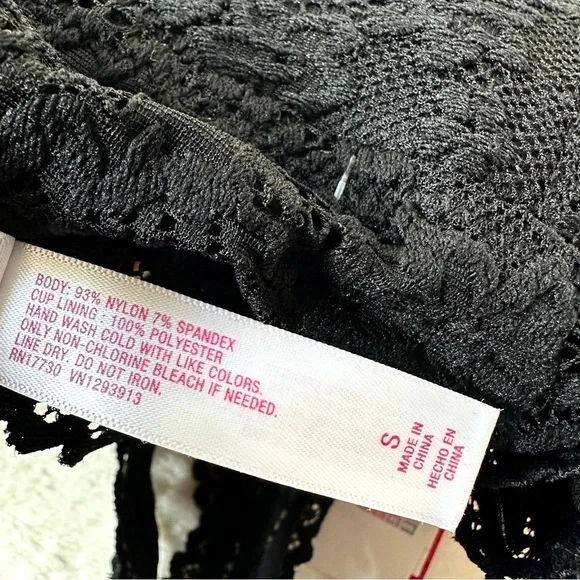 BODY: 93% NYLON 7% SPANDEX
CUP LINING: 100% POLYESTER
HAND WASH COLD WITH LIKE COLORS.
ONLY NON-CHLORINE BLEACH IF NEEDED.
LINE DRY. DO NOT IRON.
RN17730 VN1293913
S
MADE IN
CHINA
HECHO EN
CHINA